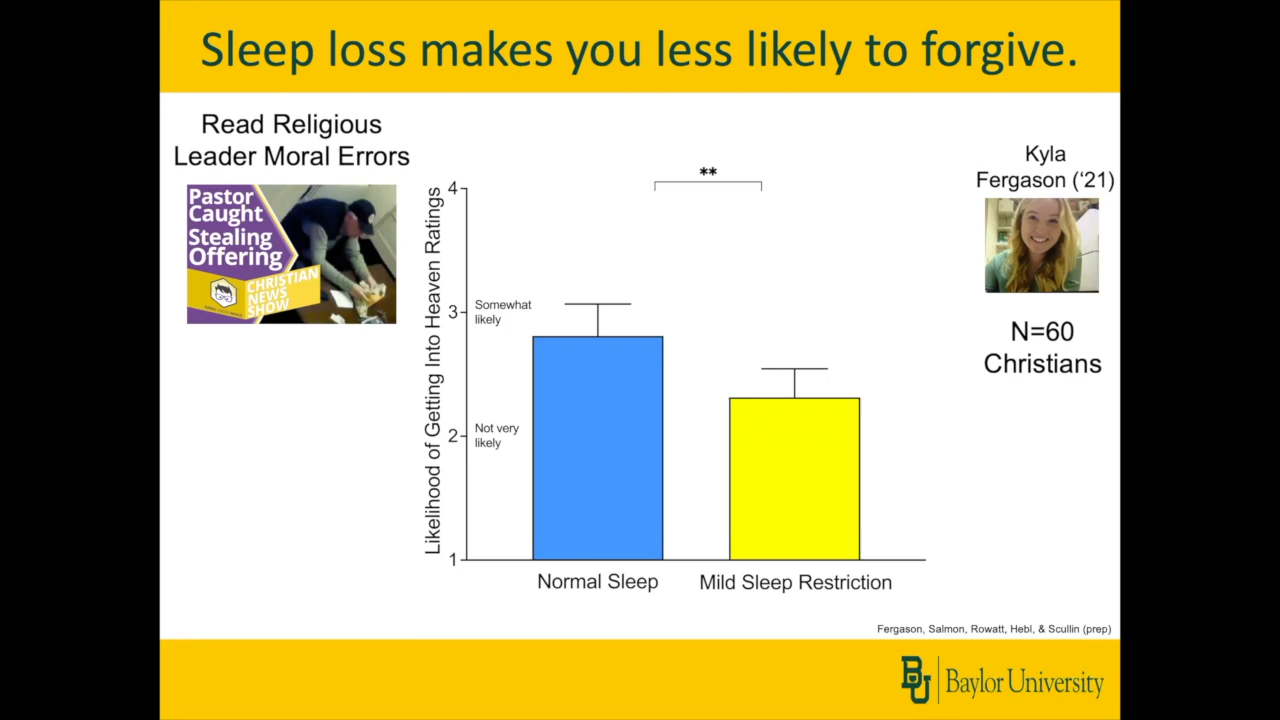 Sleep loss makes you less likely to forgive.
Read Religious
Leader Moral Errors
Pastor
Caught
Stealing
Offering
CHRISTIAN
NEWS
SHOW
Likelihood of Getting Into Heaven Ratings
4
3
2
1
Somewhat
likely
Not very
likely
**
Normal Sleep
Mild Sleep Restriction
Kyla
Fergason (‘21)
N=60
Christians
Fergason, Salmon, Rowatt, Hebl, & Scullin (prep)
BU
Baylor University